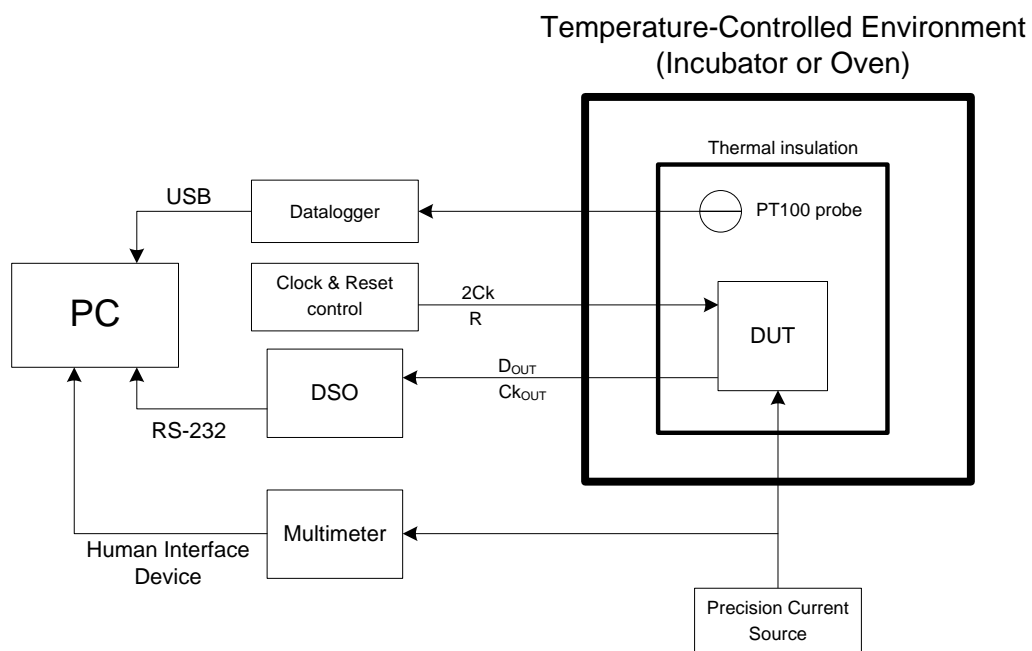 Temperature-Controlled Environment
(Incubator or Oven)
Thermal insulation
USB
Datalogger
PT100 probe
PC
Clock & Reset
control
2Ck
R
DUT
DSO
DOUT
CkOUT
RS-232
Multimeter
Human Interface
Device
Precision Current
Source